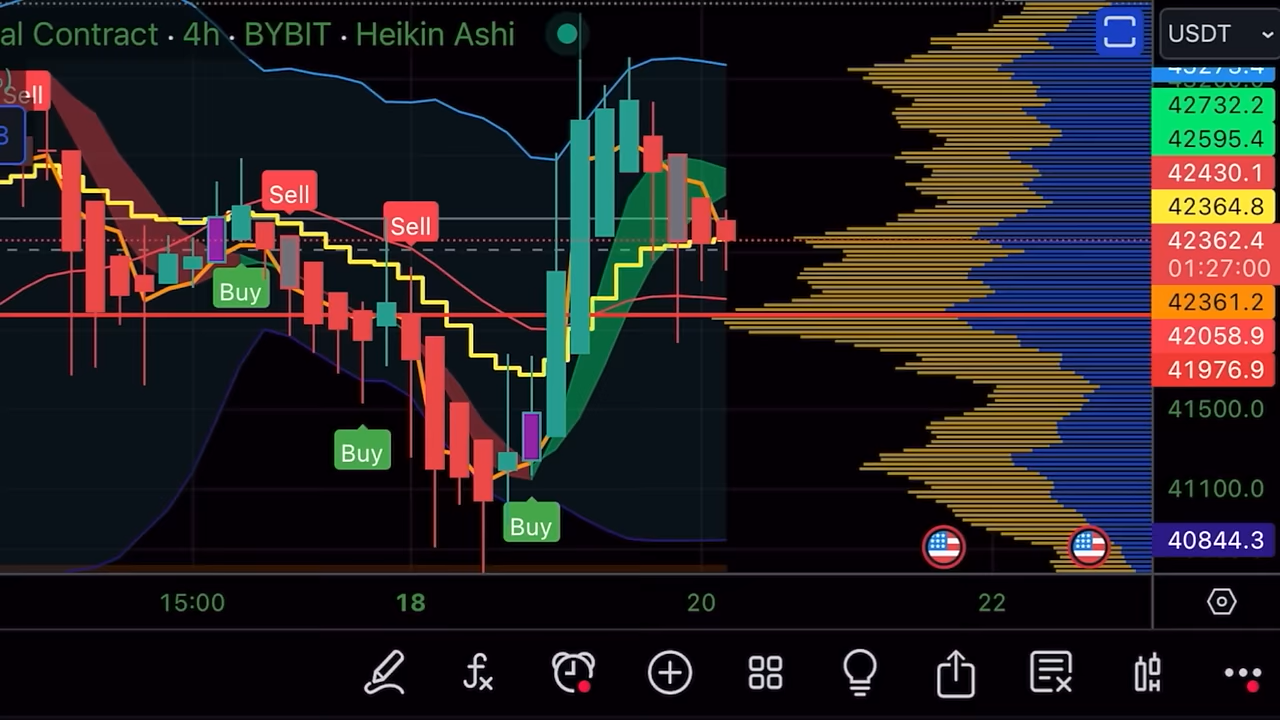 al Contract · 4h · BYBIT · Heikin Ashi
USDT
Sell
Sell
Sell
Buy
Buy
Buy
42732.2
42595.4
42430.1
42364.8
42362.4
01:27:00
42361.2
42058.9
41976.9
41500.0
41100.0
40844.3
15:00
18
20
22